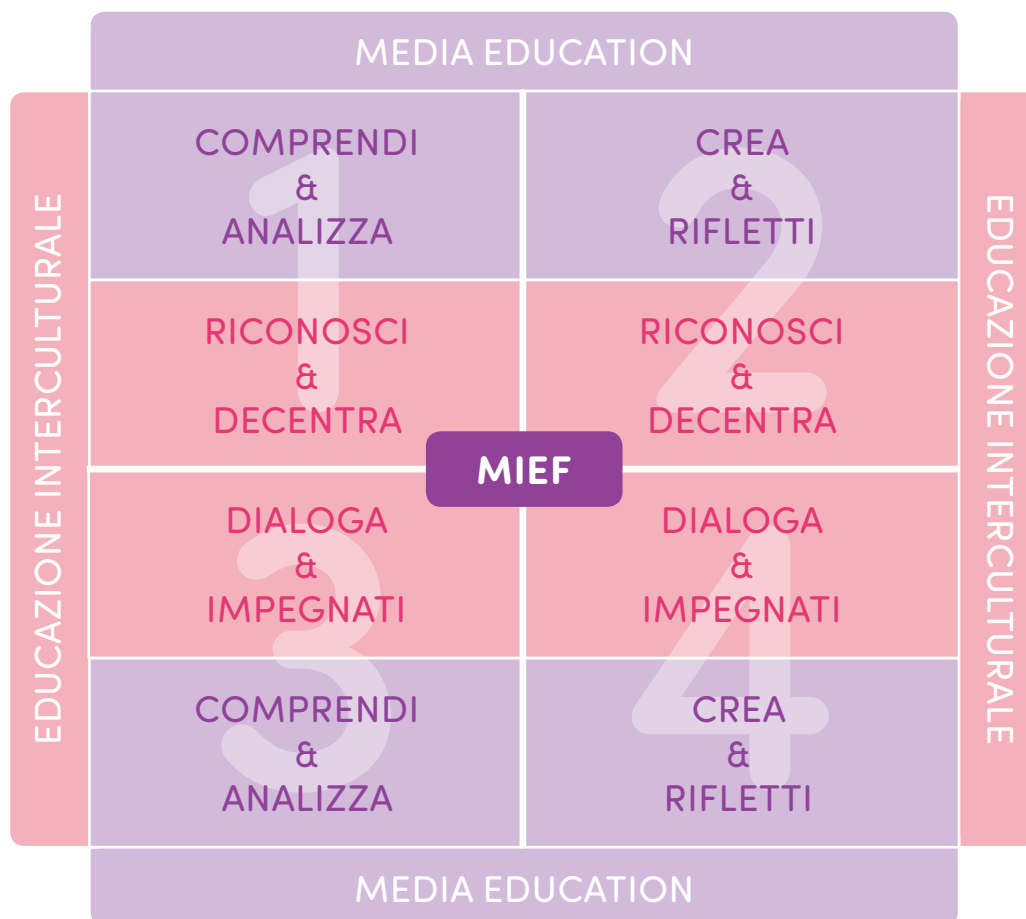 MEDIA EDUCATION
EDUCAZIONE INTERCULTURALE
1
COMPRENDI
&
ANALIZZA
RICONOSCI
&
DECENTRA
2
CREA
&
RIFLETTI
RICONOSCI
&
DECENTRA
EDUCAZIONE INTERCULTURALE
MIEF
3
DIALOGA
&
IMPEGNATI
COMPRENDI
&
ANALIZZA
4
DIALOGA
&
IMPEGNATI
CREA
&
RIFLETTI
MEDIA EDUCATION